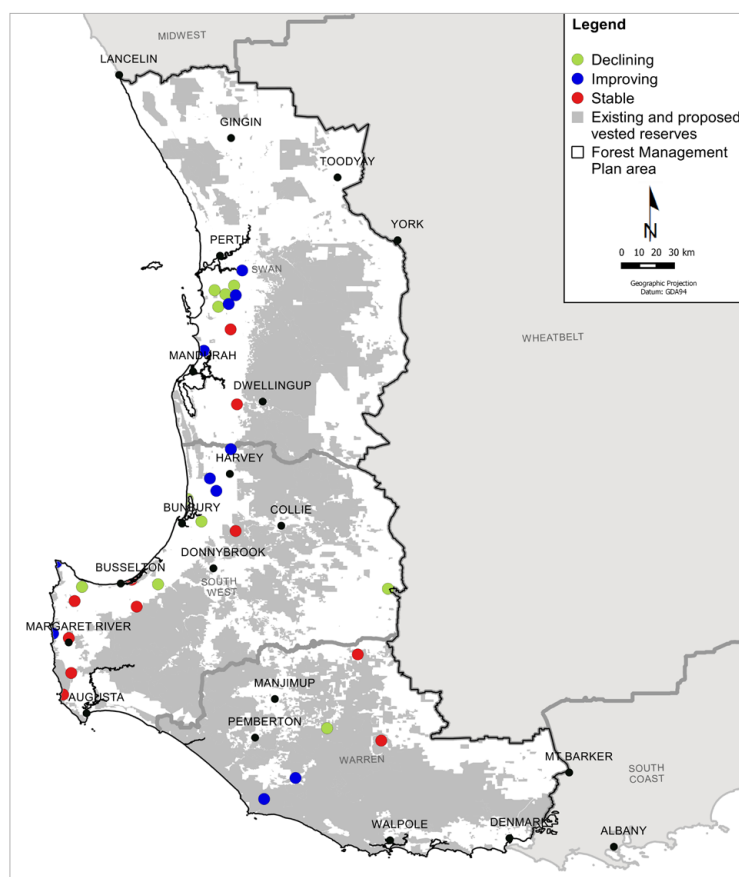 MIDWEST
LANCELIN
GINGIN
TOODYAY
YORK
PERTH
SWAN
WHEATBELT
MANDURAH
DWELLINGUP
HARVEY
BUNBURY
COLLIE
DONNYBROOK
BUSSELTON
SOUTH
WEST
MARGARET RIVER
MANJIMUP
AUGUSTA
PEMBERTON
WARREN
MT BARKER
SOUTH
COAST
WALPOLE
DENMARK
ALBANY
Legend
Declining
Improving
Stable
Existing and proposed
vested reserves
Forest Management
Plan area
N
0 10 20 30 km
Geographic Projection
Datum: GDA94